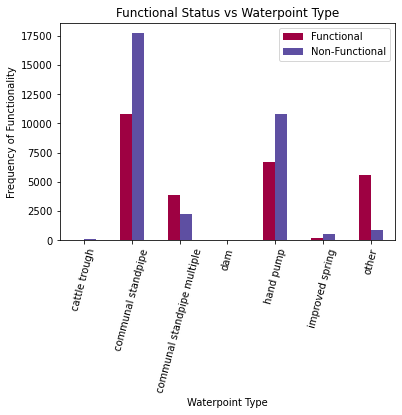 Functional Status vs Waterpoint Type
Functional
Non-Functional
Frequency of Functionality
17500
15000
12500
10000
7500
5000
2500
0
cattle trough
communal standpipe
communal standpipe multiple
dam
hand pump
improved spring
other
Waterpoint Type